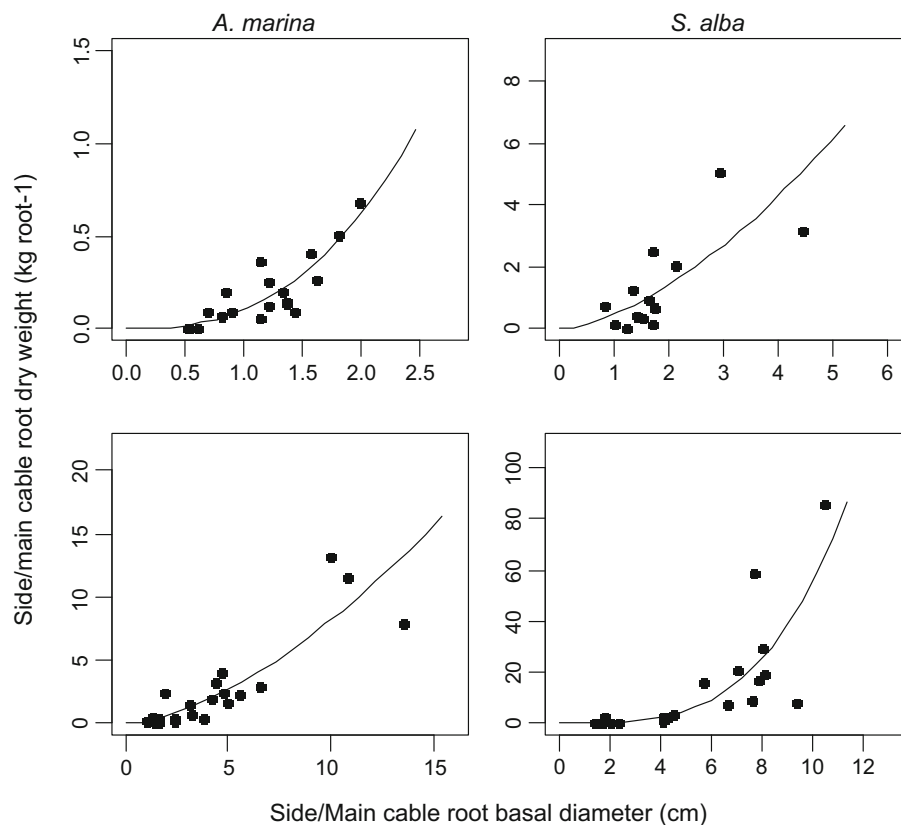 A. marina
S. alba
Side/main cable root dry weight (kg root-1)
1.5
1.0
0.5
0.0
0.0 0.5 1.0 1.5 2.0 2.5
8
6
4
2
0
0 1 2 3 4 5 6
20
15
10
5
0
0 5 10 15
100
80
60
40
20
0
0 2 4 6 8 10 12
Side/Main cable root basal diameter (cm)